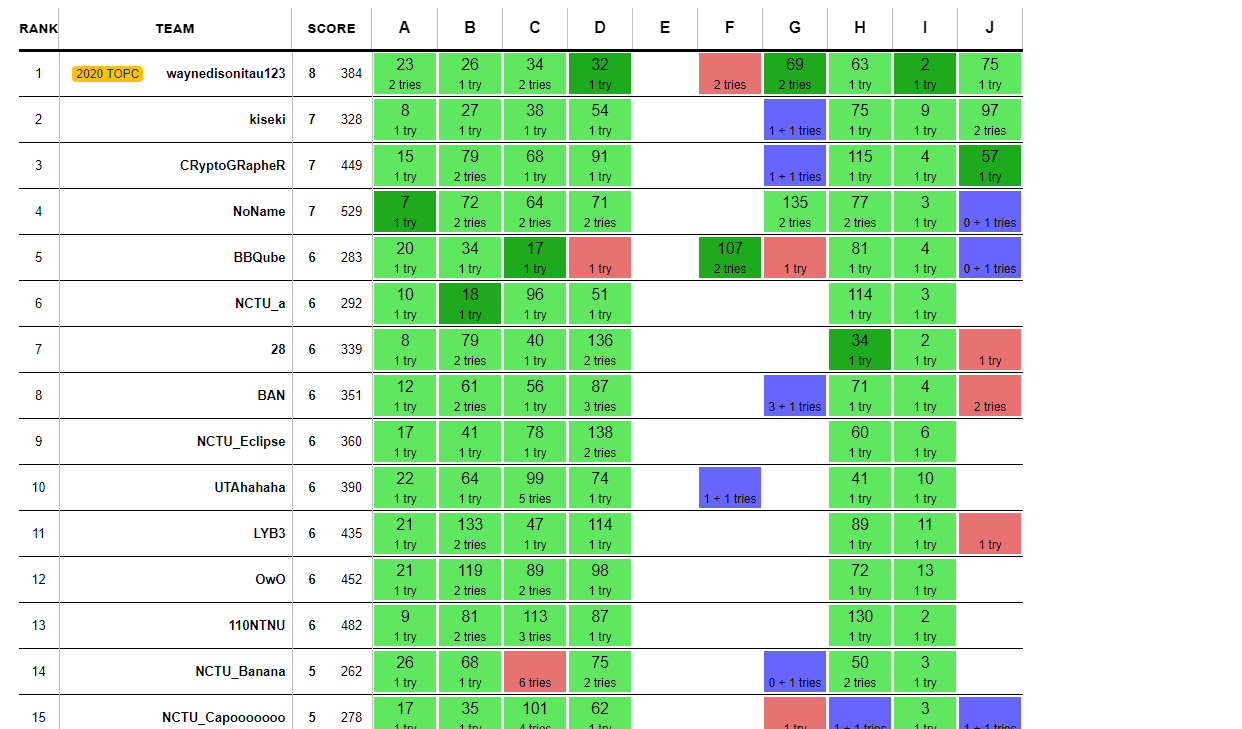 RANK TEAM SCORE A B C D E F G H I J
1 2020 TOPC waynedisonitau123 8 384 23 26 34 32 69 63 2 75
2 tries 1 try 2 tries 1 try 2 tries 2 tries 1 try 1 try 1 try
2 kiseki 7 328 8 27 38 54 75 9 97
1 try 1 try 1 try 1 try 1 + 1 tries 1 try 1 try 2 tries
3 CRyptoGRapheR 7 449 15 79 68 91 115 4 57
1 try 2 tries 1 try 1 try 1 + 1 tries 1 try 1 try 1 try
4 NoName 7 529 7 72 64 71 135 77 3
1 try 2 tries 2 tries 2 tries 2 tries 2 tries 1 try 0 + 1 tries
5 BBQube 6 283 20 34 17 107 81 4
1 try 1 try 1 try 1 try 2 tries 1 try 1 try 1 try 0 + 1 tries
6 NCTU_a 6 292 10 18 96 51 114 3
1 try 1 try 1 try 1 try 1 try 1 try
7 28 6 339 8 79 40 136 34 2
1 try 2 tries 1 try 2 tries 1 try 1 try 1 try
8 BAN 6 351 12 61 56 87 71 4
1 try 2 tries 1 try 3 tries 3 + 1 tries 1 try 1 try 2 tries
9 NCTU_Eclipse 6 360 17 41 78 138 60 6
1 try 1 try 1 try 2 tries 1 try 1 try
10 UTAhahaha 6 390 22 64 99 74 41 10
1 try 1 try 5 tries 1 try 1 + 1 tries 1 try 1 try
11 LYB3 6 435 21 133 47 114 89 11
1 try 2 tries 1 try 1 try 1 try 1 try 1 try
12 OwO 6 452 21 119 89 98 72 13
1 try 2 tries 2 tries 1 try 1 try 1 try
13 110NTNU 6 482 9 81 113 87 130 2
1 try 2 tries 3 tries 1 try 1 try 1 try
14 NCTU_Banana 5 262 26 68 75 50 3
1 try 1 try 6 tries 2 tries 0 + 1 tries 2 tries 1 try
15 NCTU_Capooooooo 5 278 17 35 101 62 3
1 try 1 try 4 tries 1 try 1 try 1 + 1 tries 1 try 1 + 1 tries